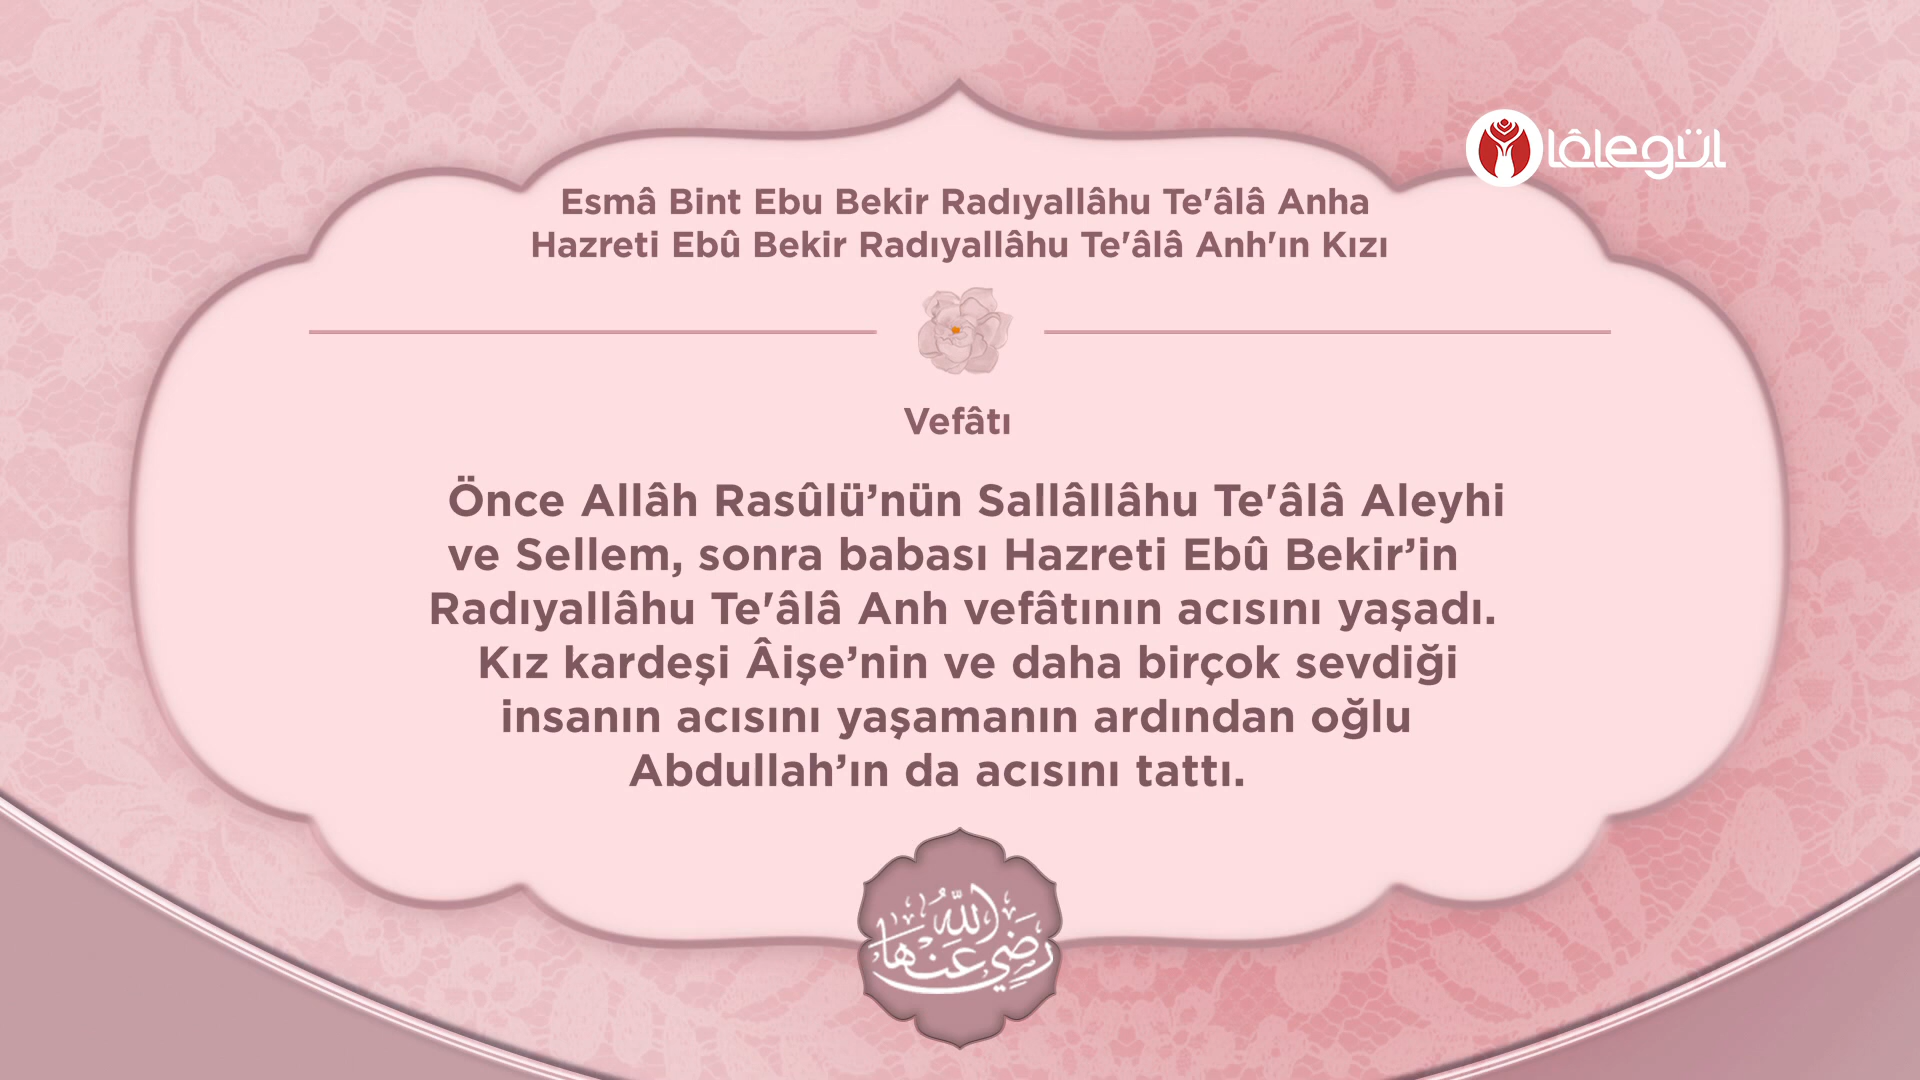 lâlegül
Esmâ Bint Ebu Bekir Radıyallâhu Te'âlâ Anha
Hazreti Ebû Bekir Radıyallâhu Te'âlâ Anh'ın Kızı
Vefâtı
Önce Allâh Rasûlü’nün Sallâllâhu Te'âlâ Aleyhi
ve Sellem, sonra babası Hazreti Ebû Bekir’in
Radıyallâhu Te'âlâ Anh vefâtının acısını yaşadı.
Kız kardeşi Âişe’nin ve daha birçok sevdiği
insanın acısını yaşamanın ardından oğlu
Abdullah’ın da acısını tattı.
رَضِيَ اللهُ عَنْهَا